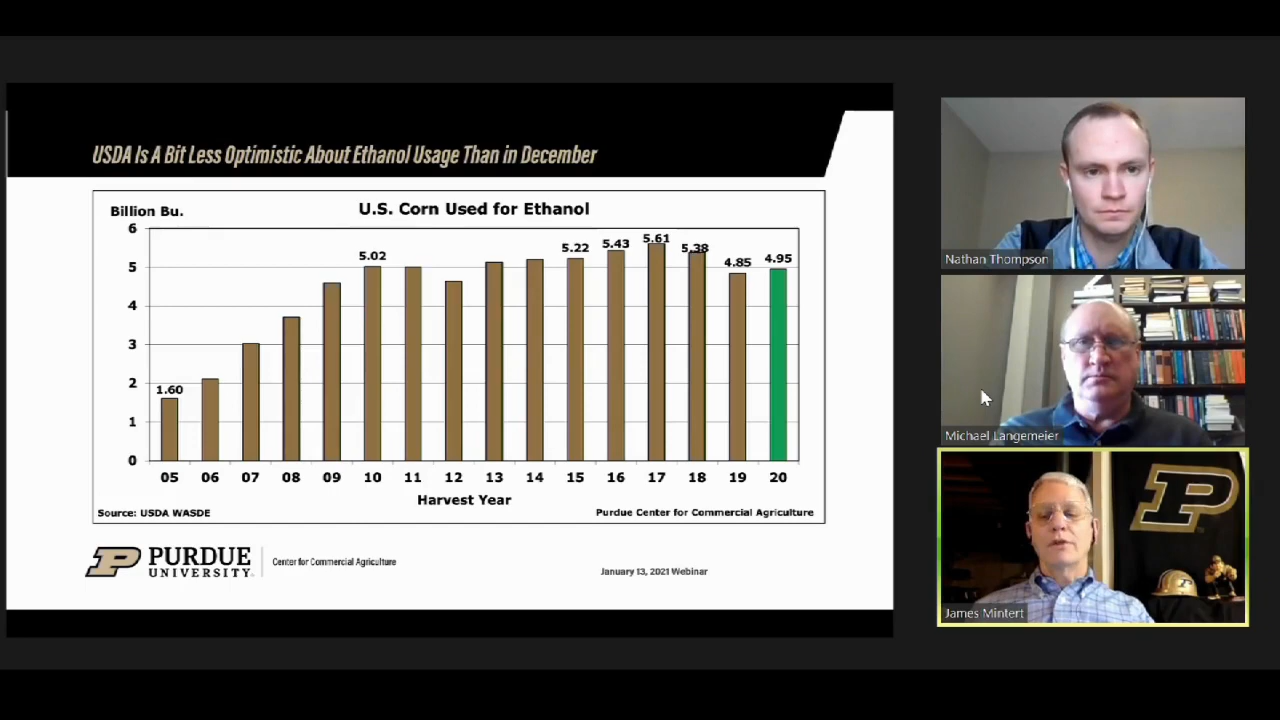 USDA Is A Bit Less Optimistic About Ethanol Usage Than in December
Billion Bu.
U.S. Corn Used for Ethanol
6
5
4
3
2
1
0
1.60
5.02
5.22
5.43
5.61
5.38
4.85
4.95
05 06 07 08 09 10 11 12 13 14 15 16 17 18 19 20
Harvest Year
Source: USDA WASDE
Purdue Center for Commercial Agriculture
P PURDUE
UNIVERSITY.
Center for Commercial Agriculture
January 13, 2021 Webinar
Nathan Thompson
Michael Langemeier
P
P
James Mintert